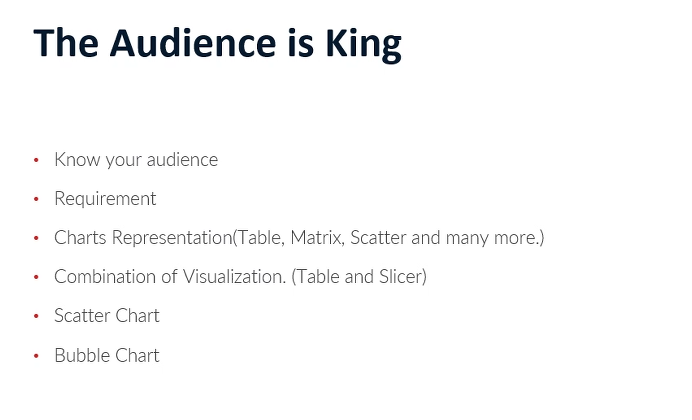 The Audience is King
• Know your audience
• Requirement
• Charts Representation(Table, Matrix, Scatter and many more.)
• Combination of Visualization. (Table and Slicer)
• Scatter Chart
• Bubble Chart